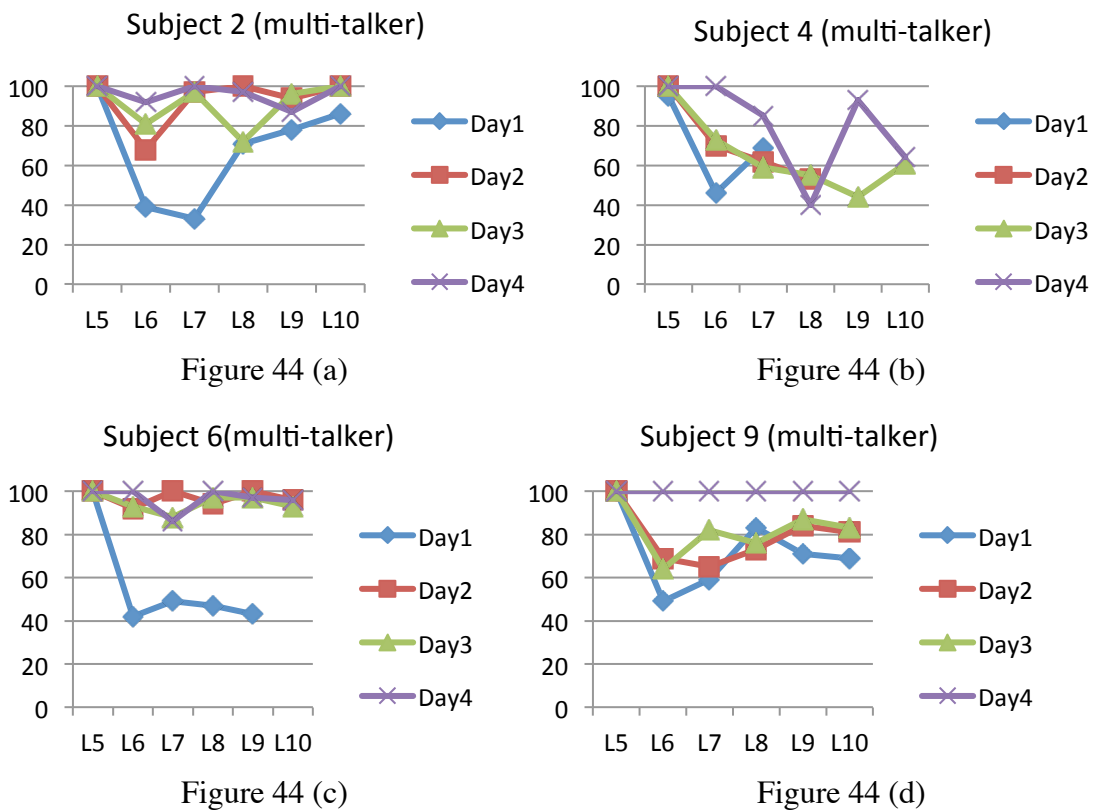 Subject 2 (multi-talker)
100
80
60
40
20
0
L5 L6 L7 L8 L9 L10
Day1
Day2
Day3
Day4
Figure 44 (a)
Subject 4 (multi-talker)
100
80
60
40
20
0
L5 L6 L7 L8 L9 L10
Day1
Day2
Day3
Day4
Figure 44 (b)
Subject 6(multi-talker)
100
80
60
40
20
0
L5 L6 L7 L8 L9 L10
Day1
Day2
Day3
Day4
Figure 44 (c)
Subject 9 (multi-talker)
100
80
60
40
20
0
L5 L6 L7 L8 L9 L10
Day1
Day2
Day3
Day4
Figure 44 (d)